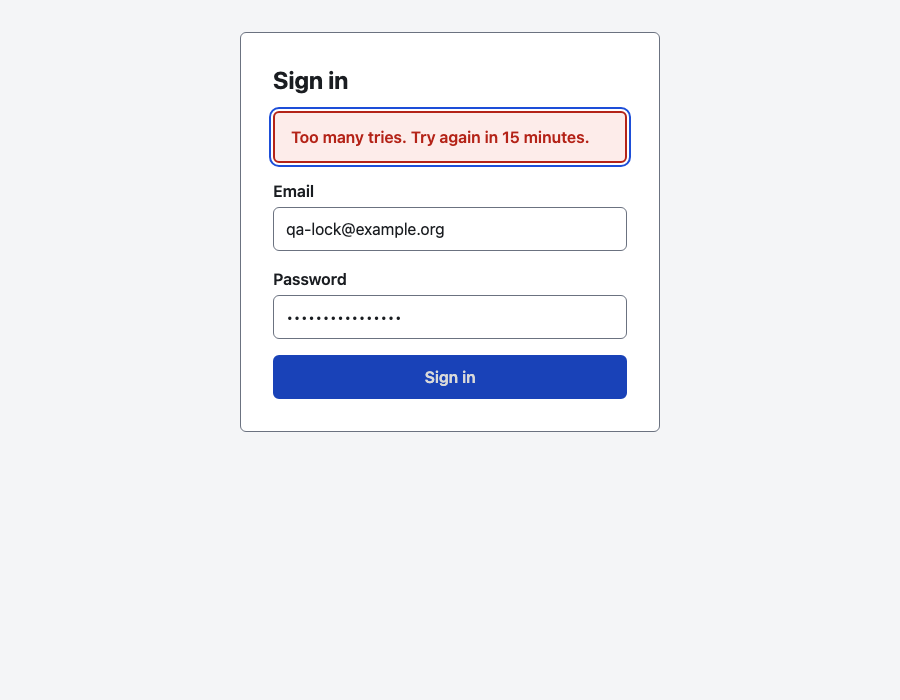 Sign in
Too many tries. Try again in 15 minutes.
Email
qa-lock@example.org
Password
••••••••••••••••
Sign in